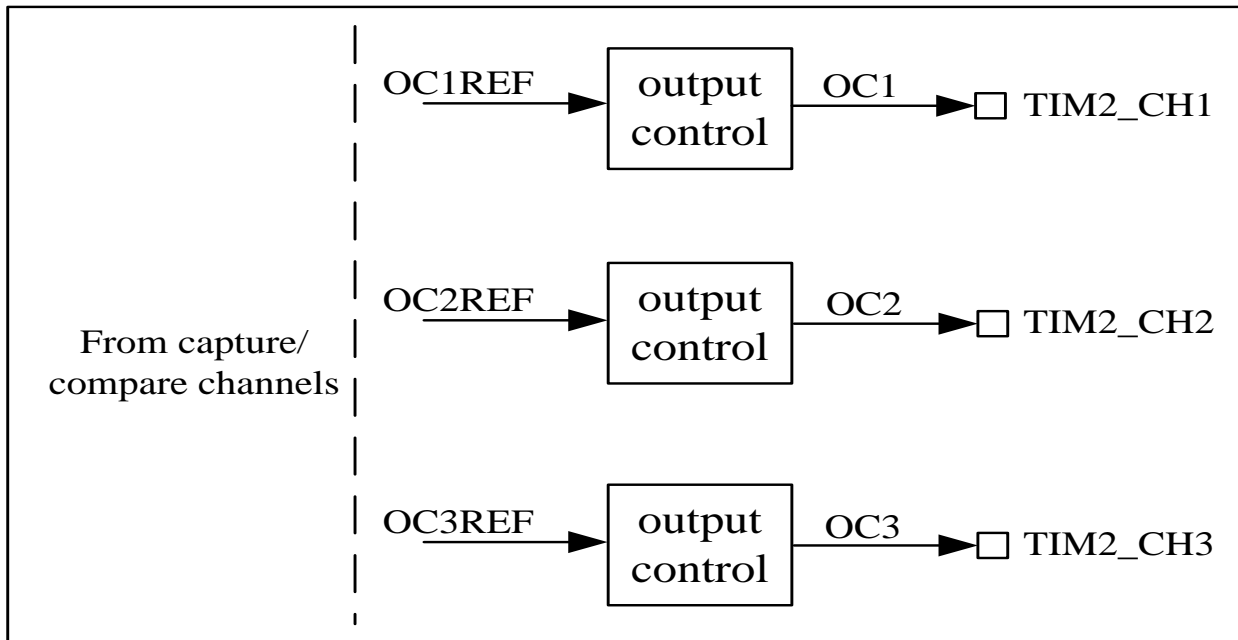 OC1REF
output
control
OC1
TIM2_CH1
From capture/
compare channels
OC2REF
output
control
OC2
TIM2_CH2
OC3REF
output
control
OC3
TIM2_CH3